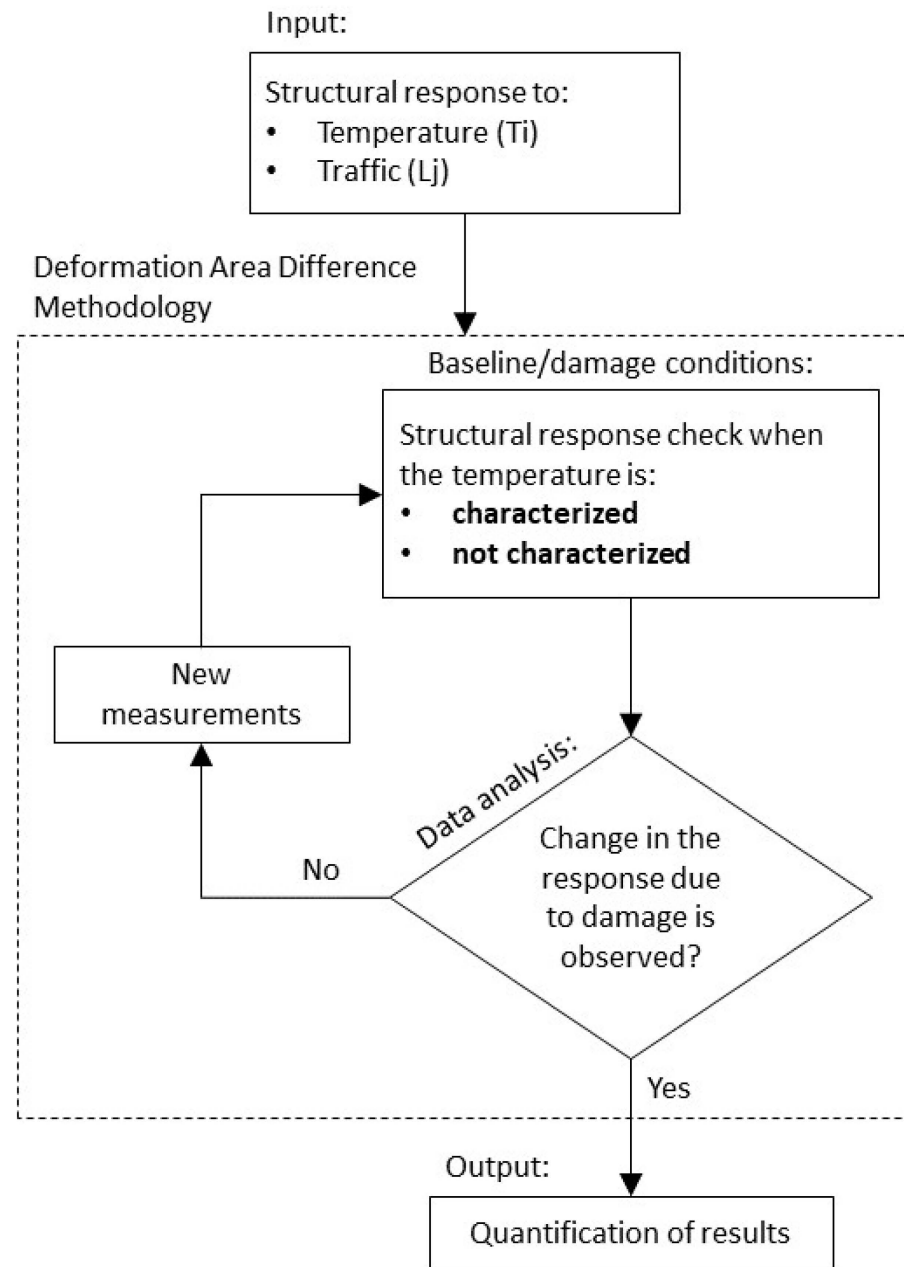 Input:
Structural response to:
• Temperature (Ti)
• Traffic (Lj)
Deformation Area Difference
Methodology
Baseline/damage conditions:
Structural response check when
the temperature is:
• characterized
• not characterized
New
measurements
Data analysis:
No
Change in the
response due
to damage is
observed?
Yes
Output:
Quantification of results